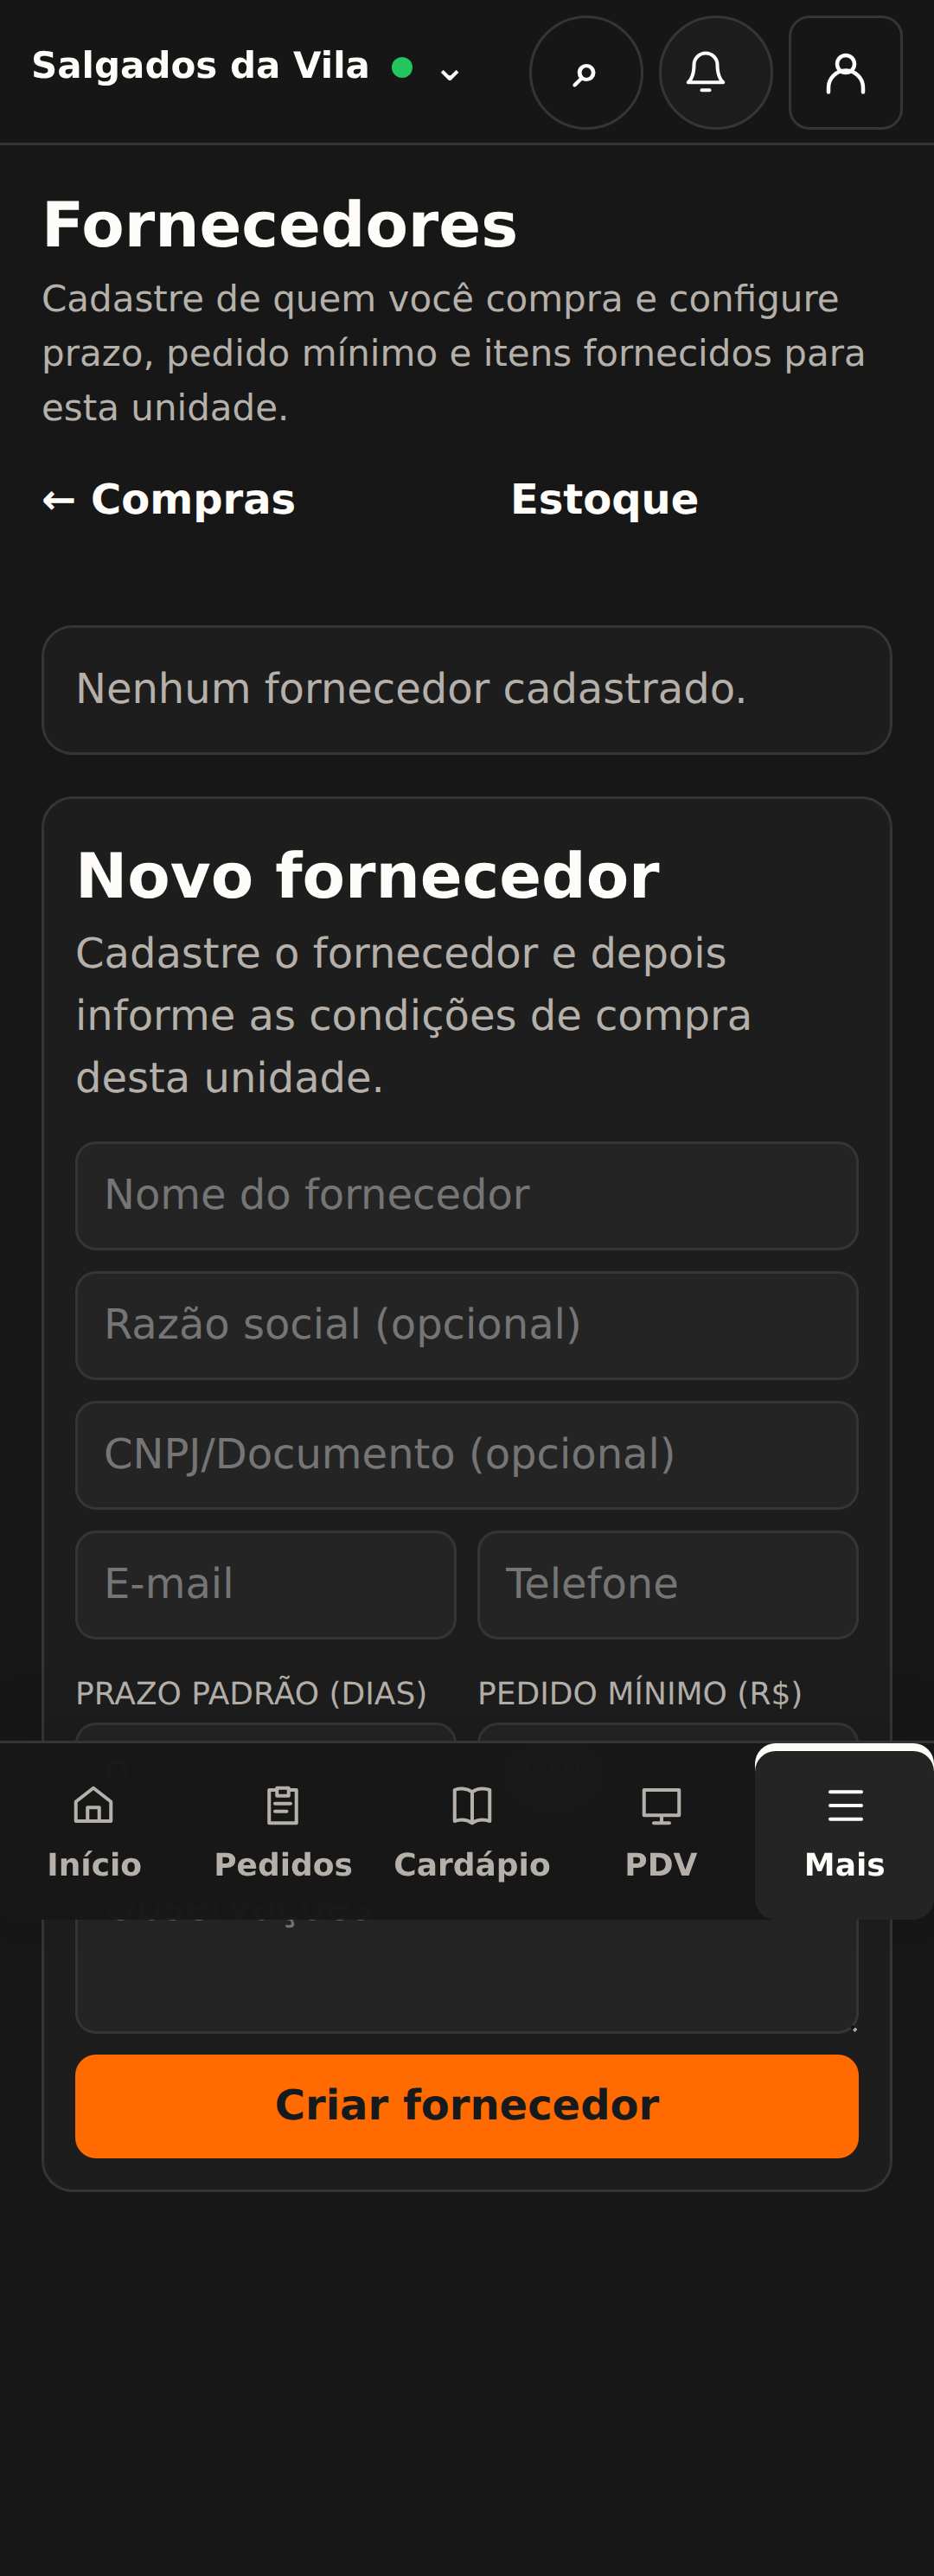 Salgados da Vila
Fornecedores
Cadastre de quem você compra e configure
prazo, pedido mínimo e itens fornecidos para
esta unidade.
← Compras
Estoque
Nenhum fornecedor cadastrado.
Novo fornecedor
Cadastre o fornecedor e depois
informe as condições de compra
desta unidade.
Nome do fornecedor
Razão social (opcional)
CNPJ/Documento (opcional)
E-mail
Telefone
PRAZO PADRÃO (DIAS)
PEDIDO MÍNIMO (R$)
Início
Pedidos
Cardápio
PDV
Mais
Criar fornecedor